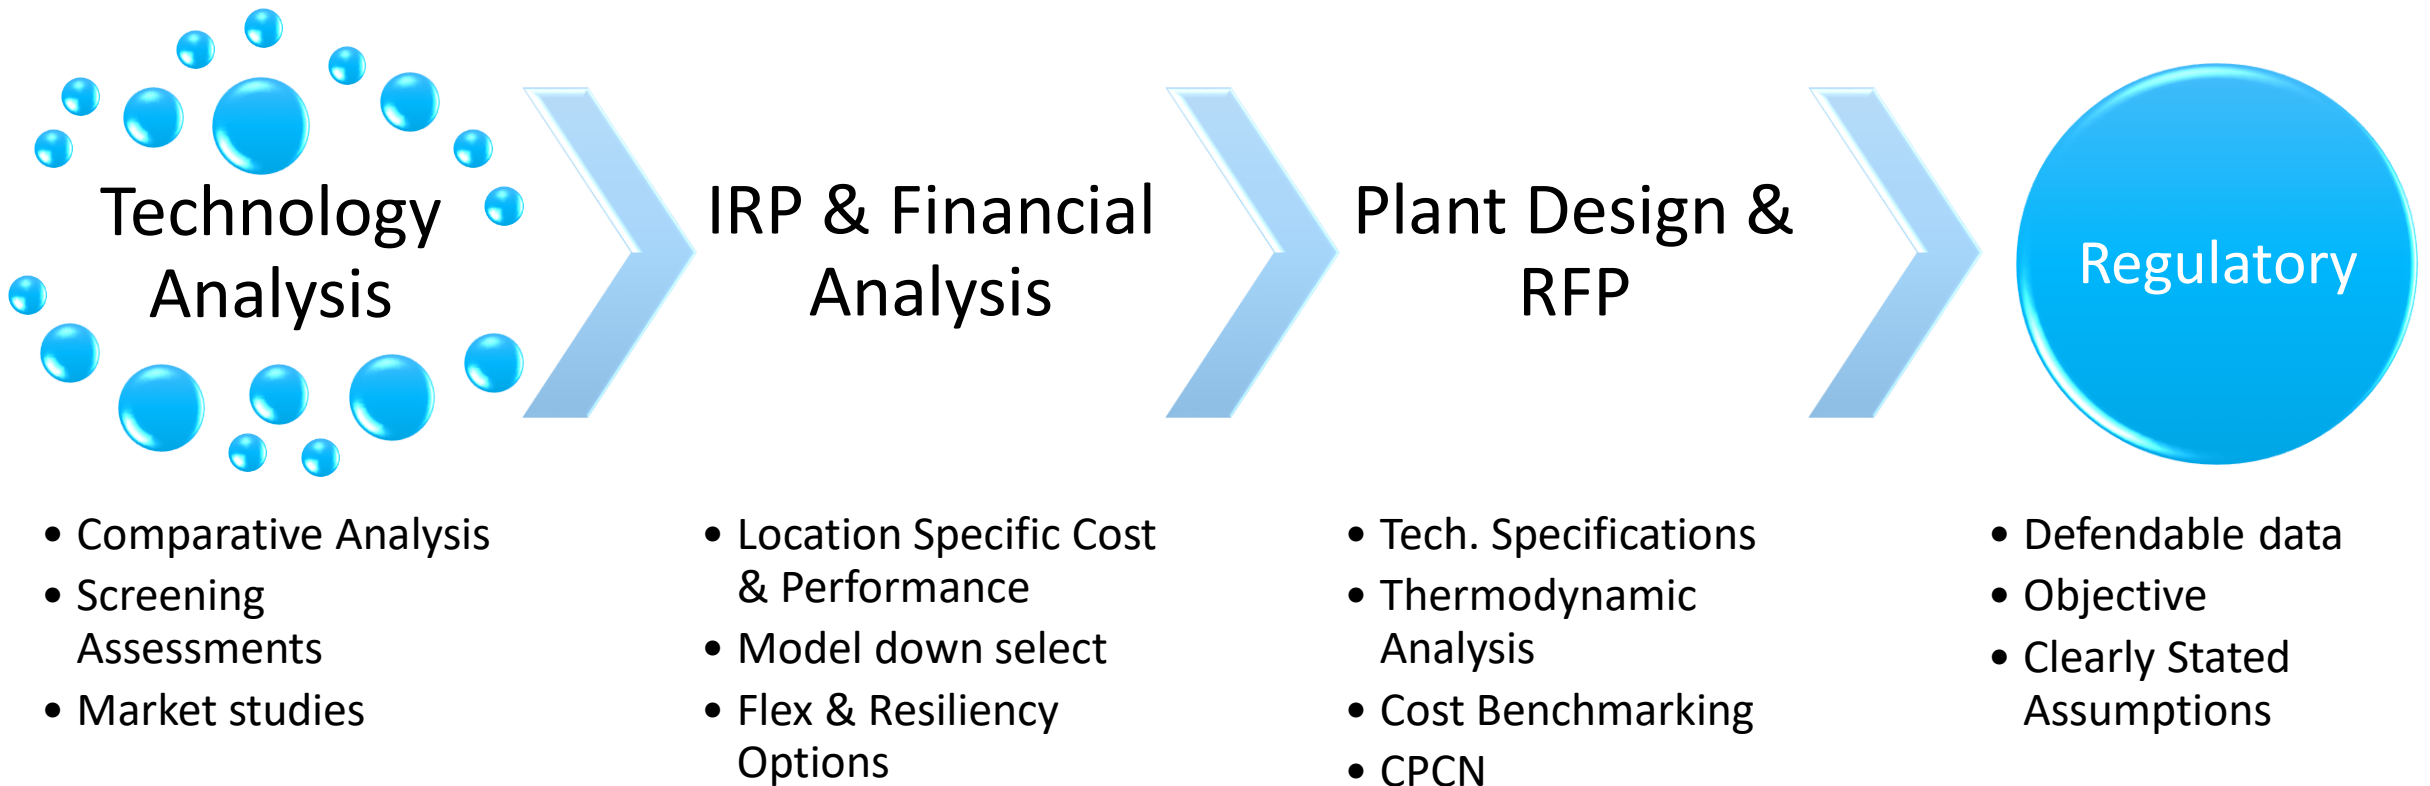 Technology
Analysis
IRP & Financial
Analysis
Plant Design &
RFP
Regulatory
• Comparative Analysis
• Screening
Assessments
• Market studies
• Location Specific Cost
& Performance
• Model down select
• Flex & Resiliency
Options
• Tech. Specifications
• Thermodynamic
Analysis
• Cost Benchmarking
• CPCN
• Defendable data
• Objective
• Clearly Stated
Assumptions